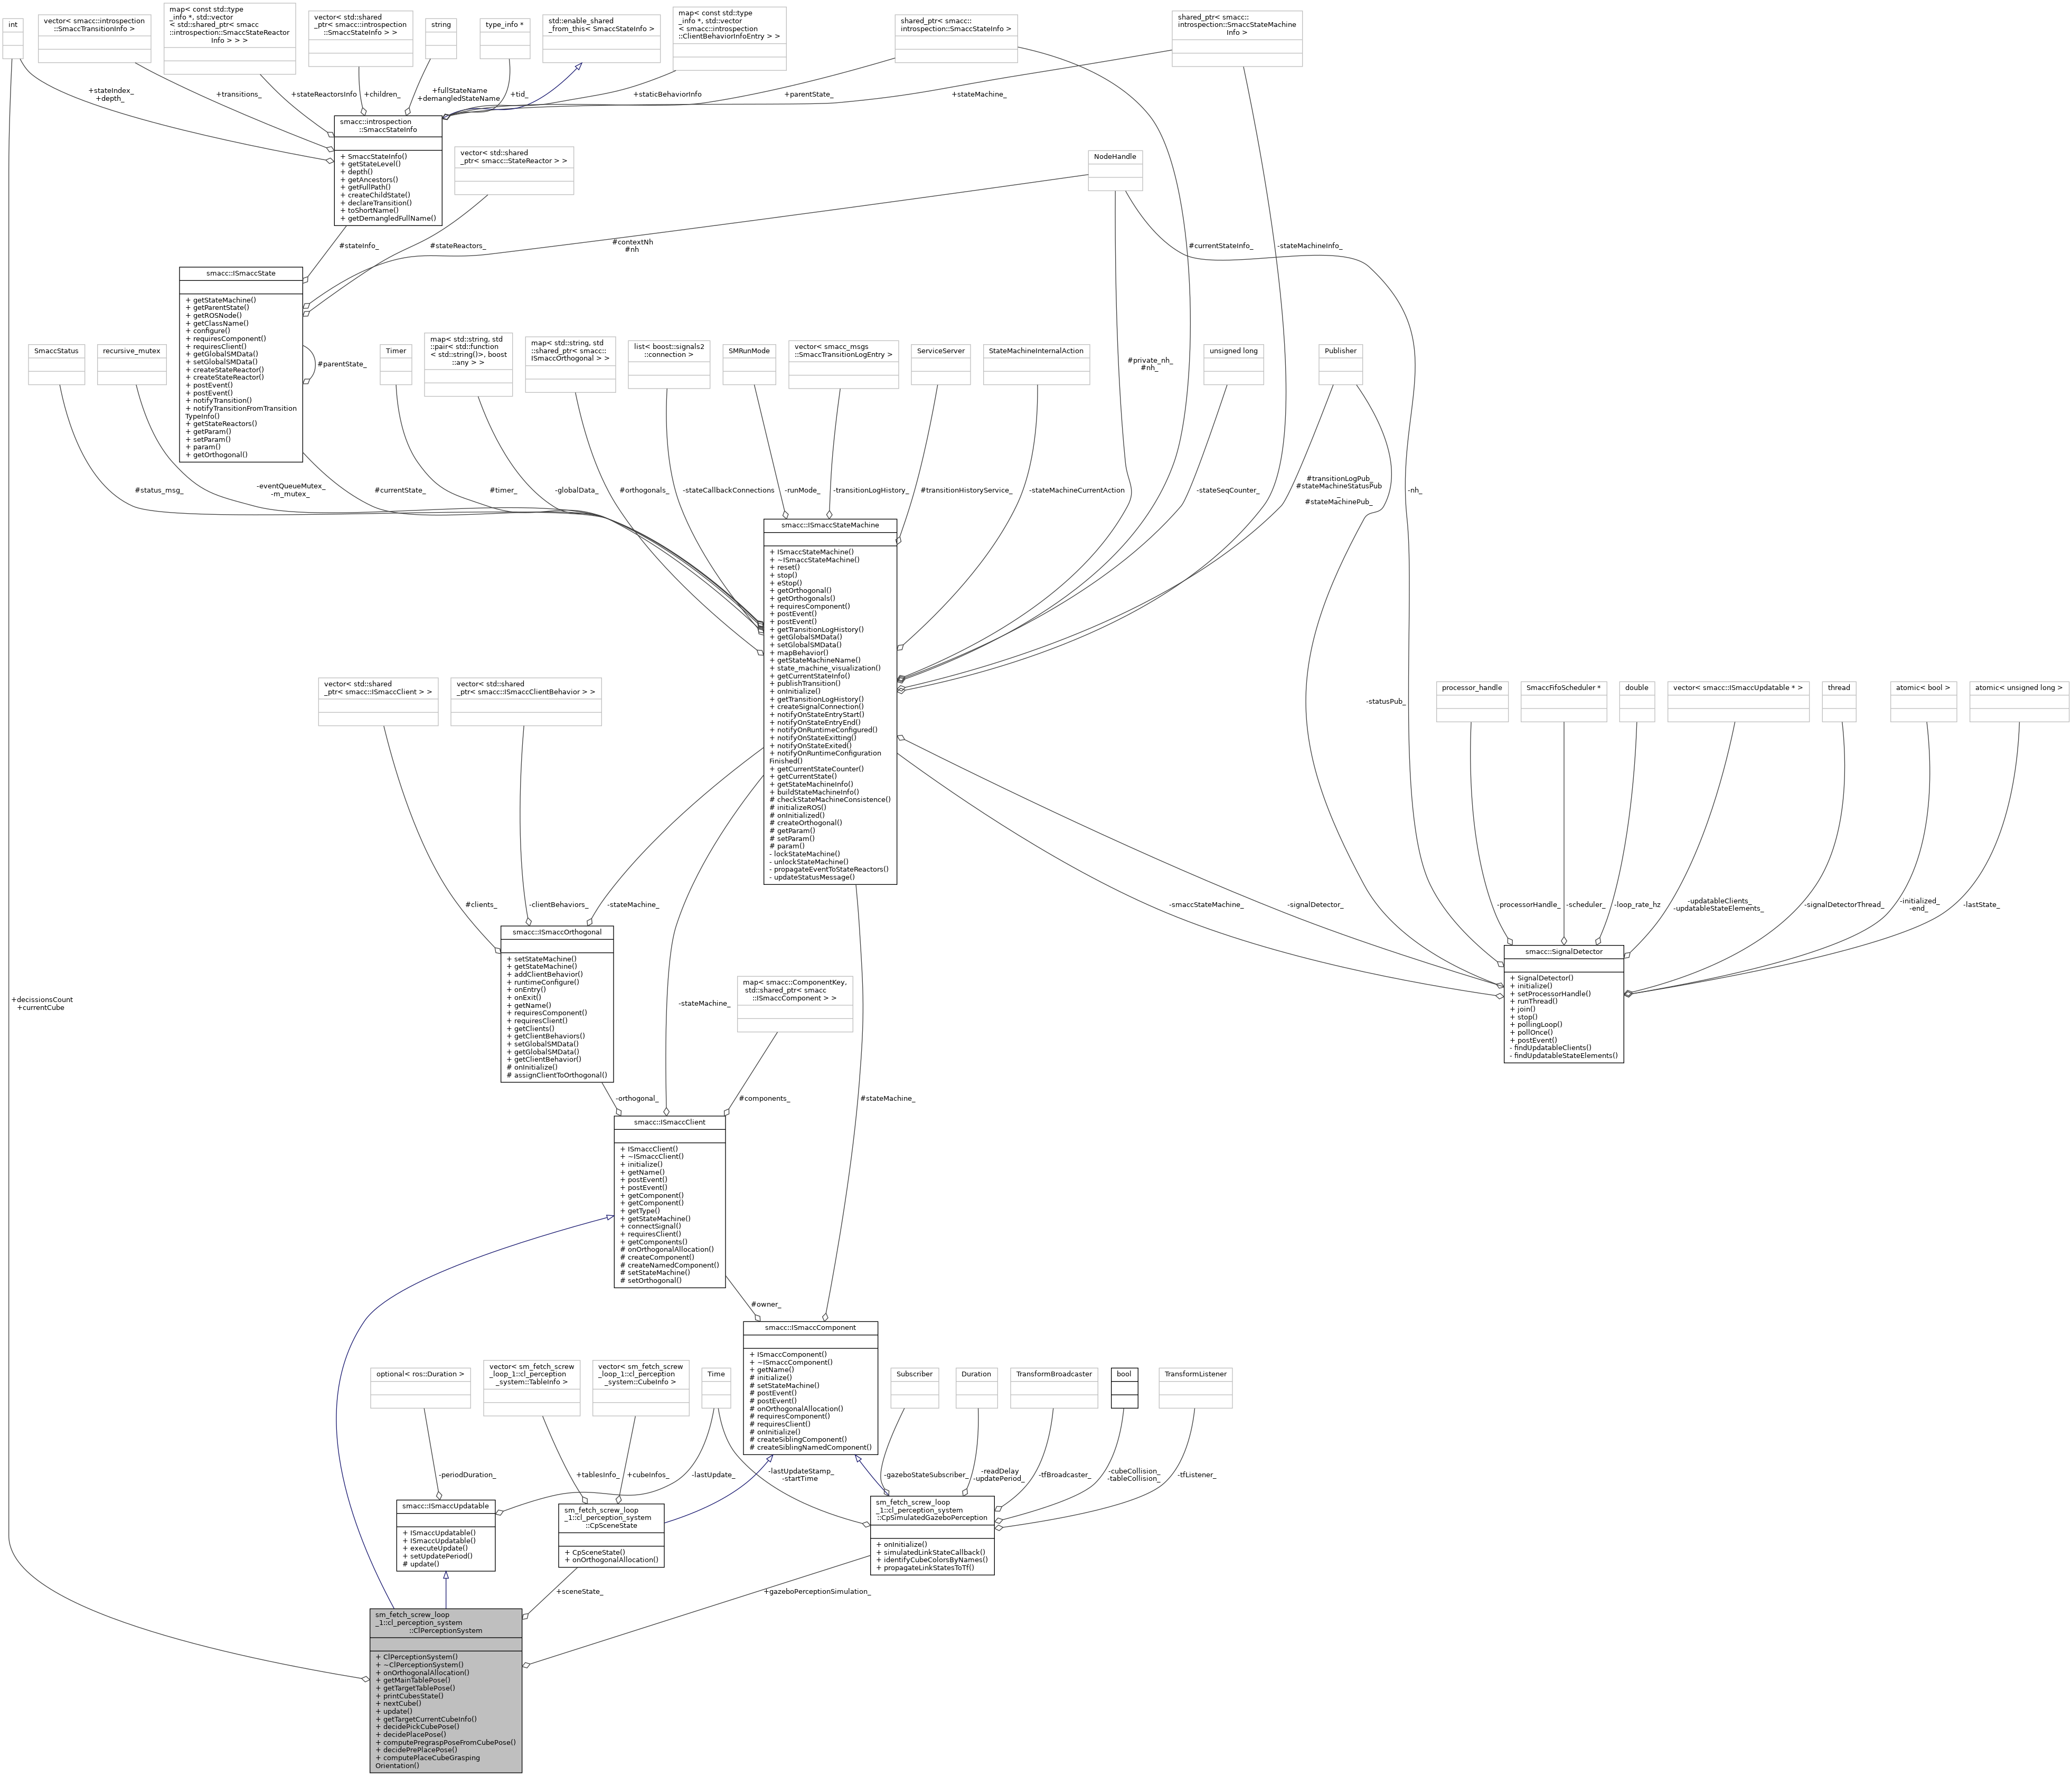 int
vector< smacc::introspection
::SmaccTransitionInfo >
map< const std::type
_info *, std::vector
< std::shared_ptr< smacc
::introspection::SmaccStateReactor
Info > > >
vector< std::shared
_ptr< smacc::introspection
::SmaccStateInfo > >
string
type_info *
std::enable_shared
_from_this< SmaccStateInfo >
map< const std::type
_info *, std::vector
< smacc::introspection
::ClientBehaviorInfoEntry > >
shared_ptr< smacc::
introspection::SmaccStateInfo >
shared_ptr< smacc::
introspection::SmaccStateMachine
Info >
+stateIndex_
+depth_
+transitions_
+stateReactorsInfo
+children_
+fullStateName
+demangledStateName
+tid_
+staticBehaviorInfo
+parentState_
+stateMachine_
smacc::introspection
::SmaccStateInfo
+ SmaccStateInfo()
+ getStateLevel()
+ depth()
+ getAncestors()
+ getFullPath()
+ createChildState()
+ declareTransition()
+ toShortName()
+ getDemangledFullName()
vector< std::shared
_ptr< smacc::StateReactor > >
NodeHandle
#stateInfo_
#stateReactors_
#contextNh
#nh
#currentStateInfo_
-stateMachineInfo_
smacc::ISmaccState
+ getStateMachine()
+ getParentState()
+ getROSNode()
+ getClassName()
+ configure()
+ requiresComponent()
+ requiresClient()
+ getGlobalSMData()
+ setGlobalSMData()
+ createStateReactor()
+ createStateReactor()
+ postEvent()
+ postEvent()
+ notifyTransition()
+ notifyTransitionFromTransition
TypeInfo()
+ getStateReactors()
+ getParam()
+ setParam()
+ param()
+ getOrthogonal()
#parentState_
SmaccStatus
recursive_mutex
Timer
map< std::string, std
::pair< std::function
< std::string()>, boost
::any > >
map< std::string, std
::shared_ptr< smacc::
ISmaccOrthogonal > >
list< boost::signals2
::connection >
SMRunMode
vector< smacc_msgs
::SmaccTransitionLogEntry >
ServiceServer
StateMachineInternalAction
#private_nh_
#nh_
unsigned long
Publisher
#status_msg_
-eventQueueMutex_
-m_mutex_
#currentState_
#timer_
-globalData_
#orthogonals_
-stateCallbackConnections
-runMode_
-transitionLogHistory_
#transitionHistoryService_
-stateMachineCurrentAction
-stateSeqCounter_
#transitionLogPub_
#stateMachineStatusPub
_
#stateMachinePub_
-nh_
smacc::ISmaccStateMachine
+ ISmaccStateMachine()
+ ~ISmaccStateMachine()
+ reset()
+ stop()
+ eStop()
+ getOrthogonal()
+ getOrthogonals()
+ requiresComponent()
+ postEvent()
+ postEvent()
+ getTransitionLogHistory()
+ getGlobalSMData()
+ setGlobalSMData()
+ mapBehavior()
+ getStateMachineName()
+ state_machine_visualization()
+ getCurrentStateInfo()
+ publishTransition()
+ onInitialize()
+ getTransitionLogHistory()
+ createSignalConnection()
+ notifyOnStateEntryStart()
+ notifyOnStateEntryEnd()
+ notifyOnRuntimeConfigured()
+ notifyOnStateExitting()
+ notifyOnStateExited()
+ notifyOnRuntimeConfiguration
Finished()
+ getCurrentStateCounter()
+ getCurrentState()
+ getStateMachineInfo()
+ buildStateMachineInfo()
# checkStateMachineConsistence()
# initializeROS()
# onInitialized()
# createOrthogonal()
# getParam()
# setParam()
# param()
- lockStateMachine()
- unlockStateMachine()
- propagateEventToStateReactors()
- updateStatusMessage()
vector< std::shared
_ptr< smacc::ISmaccClient > >
vector< std::shared
_ptr< smacc::ISmaccClientBehavior > >
-statusPub_
processor_handle
SmaccFifoScheduler *
double
vector< smacc::ISmaccUpdatable * >
thread
atomic< bool >
atomic< unsigned long >
#clients_
-clientBehaviors_
-stateMachine_
-smaccStateMachine_
-signalDetector_
-processorHandle_
-scheduler_
-loop_rate_hz
-updatableClients_
-updatableStateElements_
-signalDetectorThread_
-initialized_
-end_
-lastState_
smacc::ISmaccOrthogonal
+ setStateMachine()
+ getStateMachine()
+ addClientBehavior()
+ runtimeConfigure()
+ onEntry()
+ onExit()
+ getName()
+ requiresComponent()
+ requiresClient()
+ getClients()
+ getClientBehaviors()
+ setGlobalSMData()
+ getGlobalSMData()
+ getClientBehavior()
# onInitialize()
# assignClientToOrthogonal()
smacc::SignalDetector
+ SignalDetector()
+ initialize()
+ setProcessorHandle()
+ runThread()
+ join()
+ stop()
+ pollingLoop()
+ pollOnce()
+ postEvent()
- findUpdatableClients()
- findUpdatableStateElements()
+decissionsCount
+currentCube
-stateMachine_
map< smacc::ComponentKey,
std::shared_ptr< smacc
::ISmaccComponent > >
-orthogonal_
#components_
#stateMachine_
smacc::ISmaccClient
+ ISmaccClient()
+ ~ISmaccClient()
+ initialize()
+ getName()
+ postEvent()
+ postEvent()
+ getComponent()
+ getComponent()
+ getType()
+ getStateMachine()
+ connectSignal()
+ requiresClient()
+ getComponents()
# onOrthogonalAllocation()
# createComponent()
# createNamedComponent()
# setStateMachine()
# setOrthogonal()
#owner_
smacc::ISmaccComponent
+ ISmaccComponent()
+ ~ISmaccComponent()
+ getName()
# initialize()
# setStateMachine()
# postEvent()
# postEvent()
# onOrthogonalAllocation()
# requiresComponent()
# requiresClient()
# onInitialize()
# createSiblingComponent()
# createSiblingNamedComponent()
optional< ros::Duration >
vector< sm_fetch_screw
_loop_1::cl_perception
_system::TableInfo >
vector< sm_fetch_screw
_loop_1::cl_perception
_system::CubeInfo >
Time
Subscriber
Duration
TransformBroadcaster
bool
TransformListener
-periodDuration_
+tablesInfo_
+cubeInfos_
-lastUpdate_
-lastUpdateStamp_
-startTime
-gazeboStateSubscriber_
-readDelay
-updatePeriod_
-tfBroadcaster_
-cubeCollision_
-tableCollision_
-tfListener_
smacc::ISmaccUpdatable
+ ISmaccUpdatable()
+ ISmaccUpdatable()
+ executeUpdate()
+ setUpdatePeriod()
# update()
sm_fetch_screw_loop
_1::cl_perception_system
::CpSceneState
+ CpSceneState()
+ onOrthogonalAllocation()
sm_fetch_screw_loop
_1::cl_perception_system
::CpSimulatedGazeboPerception
+ onInitialize()
+ simulatedLinkStateCallback()
+ identifyCubeColorsByNames()
+ propagateLinkStatesToTf()
+sceneState_
+gazeboPerceptionSimulation_
sm_fetch_screw_loop
_1::cl_perception_system
::ClPerceptionSystem
+ ClPerceptionSystem()
+ ~ClPerceptionSystem()
+ onOrthogonalAllocation()
+ getMainTablePose()
+ getTargetTablePose()
+ printCubesState()
+ nextCube()
+ update()
+ getTargetCurrentCubeInfo()
+ decidePickCubePose()
+ decidePlacePose()
+ computePregraspPoseFromCubePose()
+ decidePrePlacePose()
+ computePlaceCubeGrasping
Orientation()